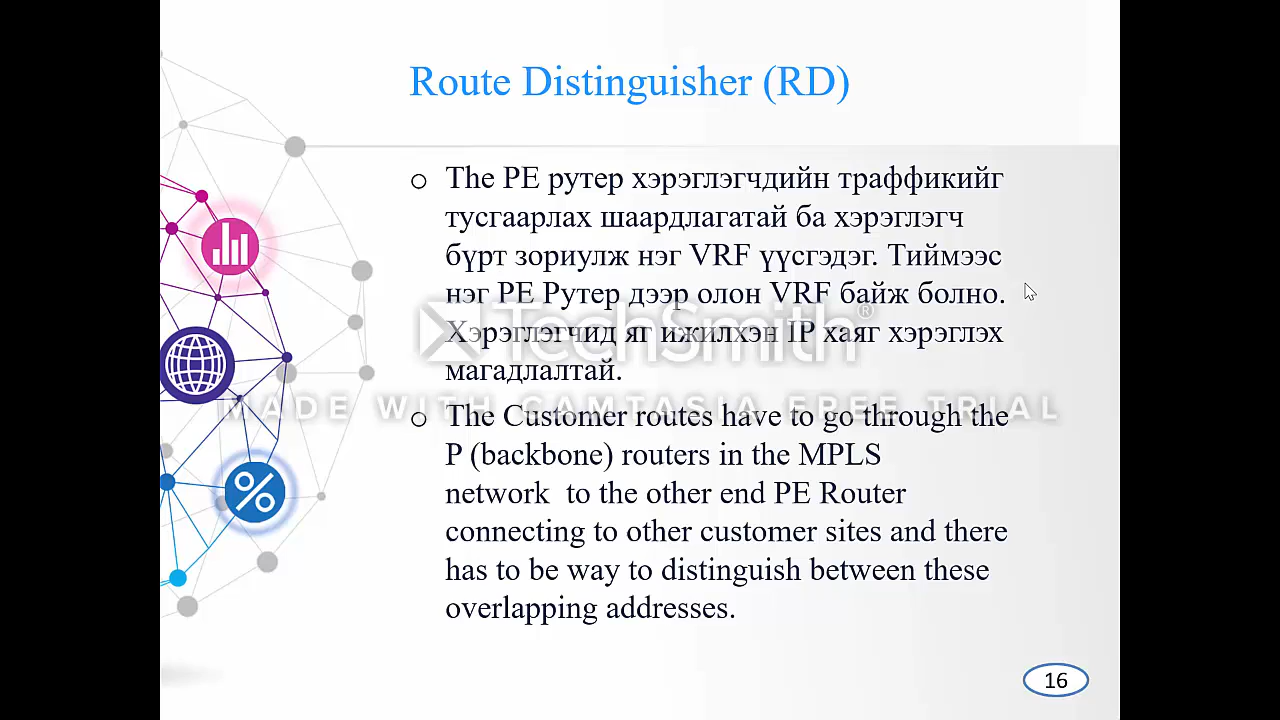 Route Distinguisher (RD)
The PE рутер хэрэглэгчдийн траффикийг
тусгаарлах шаардлагатай ба хэрэглэгч
бүрт зориулж нэг VRF үүсгэдэг. Тиймээс
нэг PE Рутер дээр олон VRF байж болно.
Хэрэглэгчид яг ижилхэн IP хаяг хэрэглэх
магадлалтай.
The Customer routes have to go through the
P (backbone) routers in the MPLS
network  to the other end PE Router
connecting to other customer sites and there
has to be way to distinguish between these
overlapping addresses.
TechSmith®
MADE WITH CAMTASIA FREE TRIAL
16